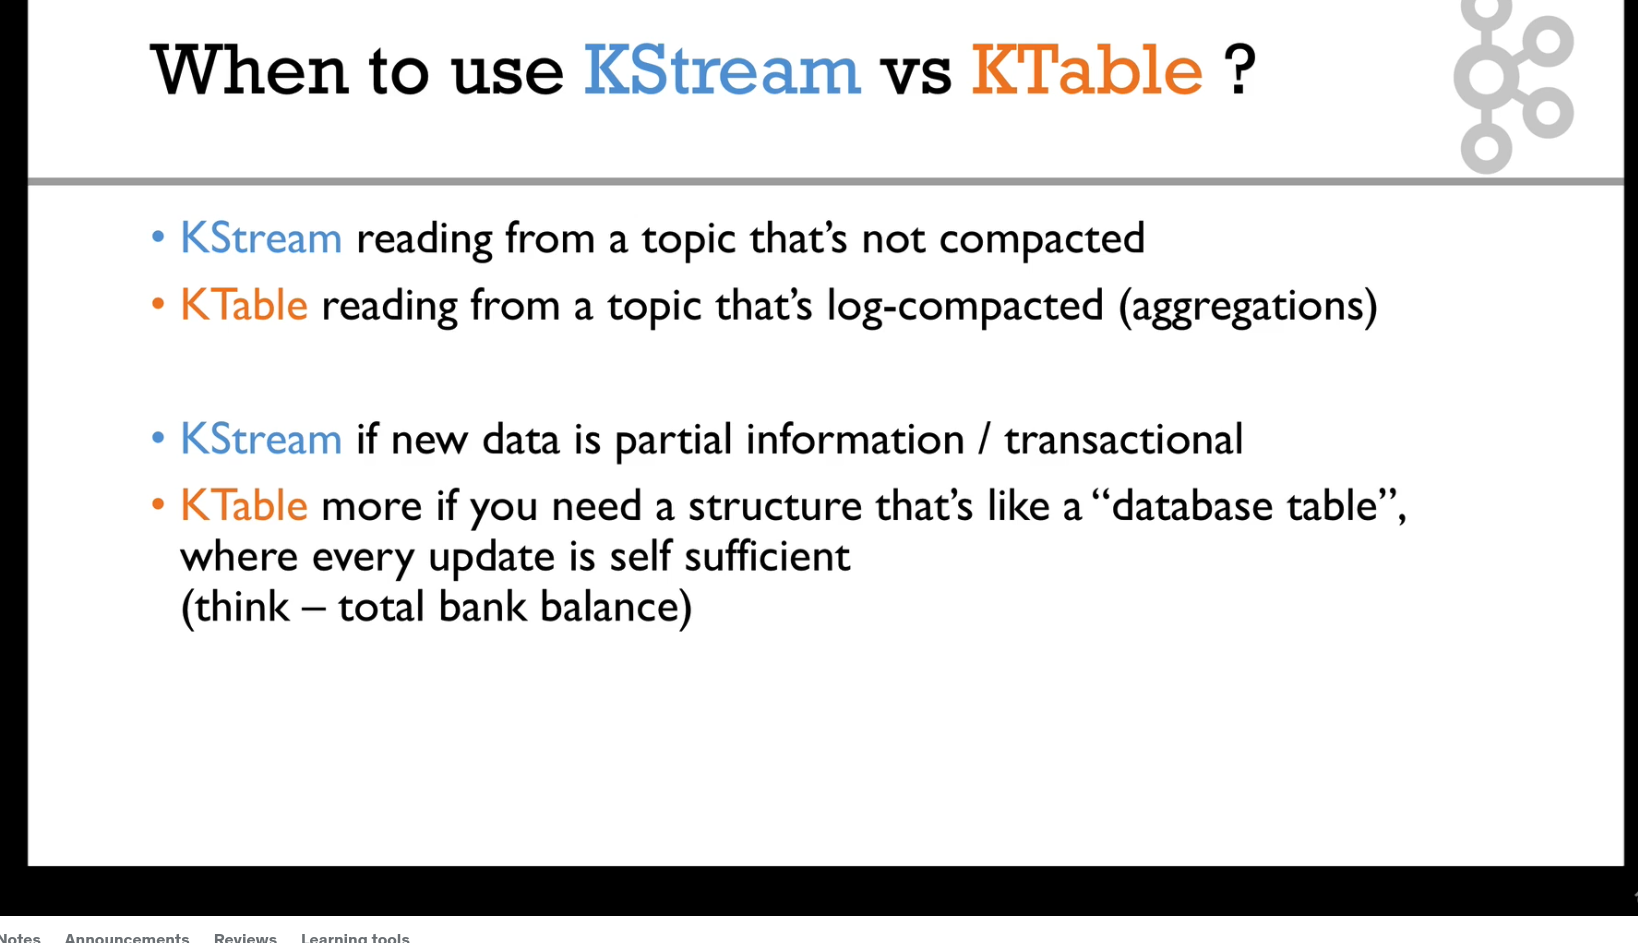 When to use KStream vs KTable ?
• KStream reading from a topic that’s not compacted
• KTable reading from a topic that’s log-compacted (aggregations)
• KStream if new data is partial information / transactional
• KTable more if you need a structure that’s like a “database table”,
where every update is self sufficient
(think – total bank balance)
Notes Announcements Reviews Learning tools